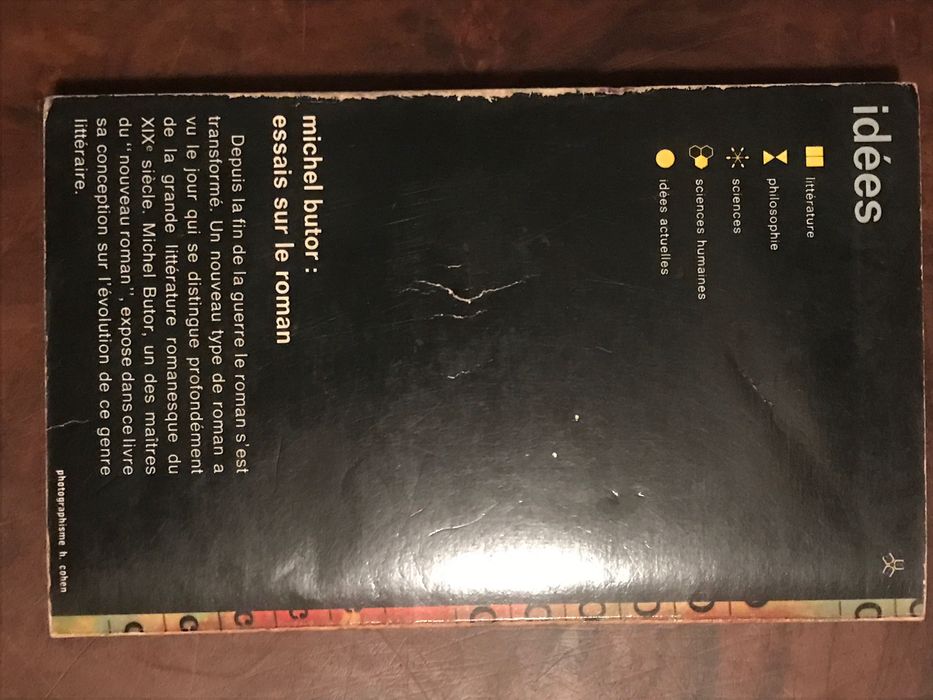 idées
littérature
philosophie
sciences
sciences humaines
idées actuelles
michel butor :
essais sur le roman
Depuis la fin de la guerre le roman s'est
transformé. Un nouveau type de roman a
vu le jour qui se distingue profondément
de la grande littérature romanesque du
XIXe siècle. Michel Butor, un des maîtres
du "nouveau roman", expose dans ce livre
sa conception sur l'évolution de ce genre
littéraire.
photographisme h. cohen